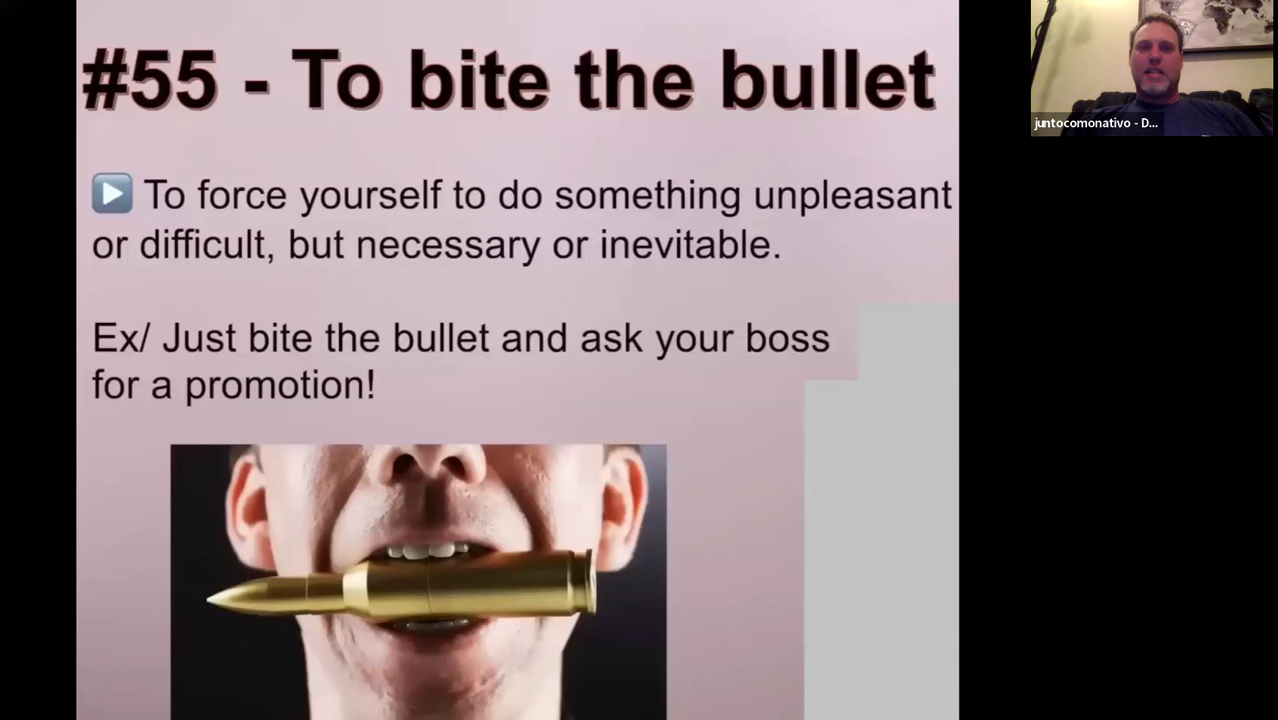 #55 - To bite the bullet
▶️ To force yourself to do something unpleasant
or difficult, but necessary or inevitable.
Ex/ Just bite the bullet and ask your boss
for a promotion!
juntocomonativo - D...